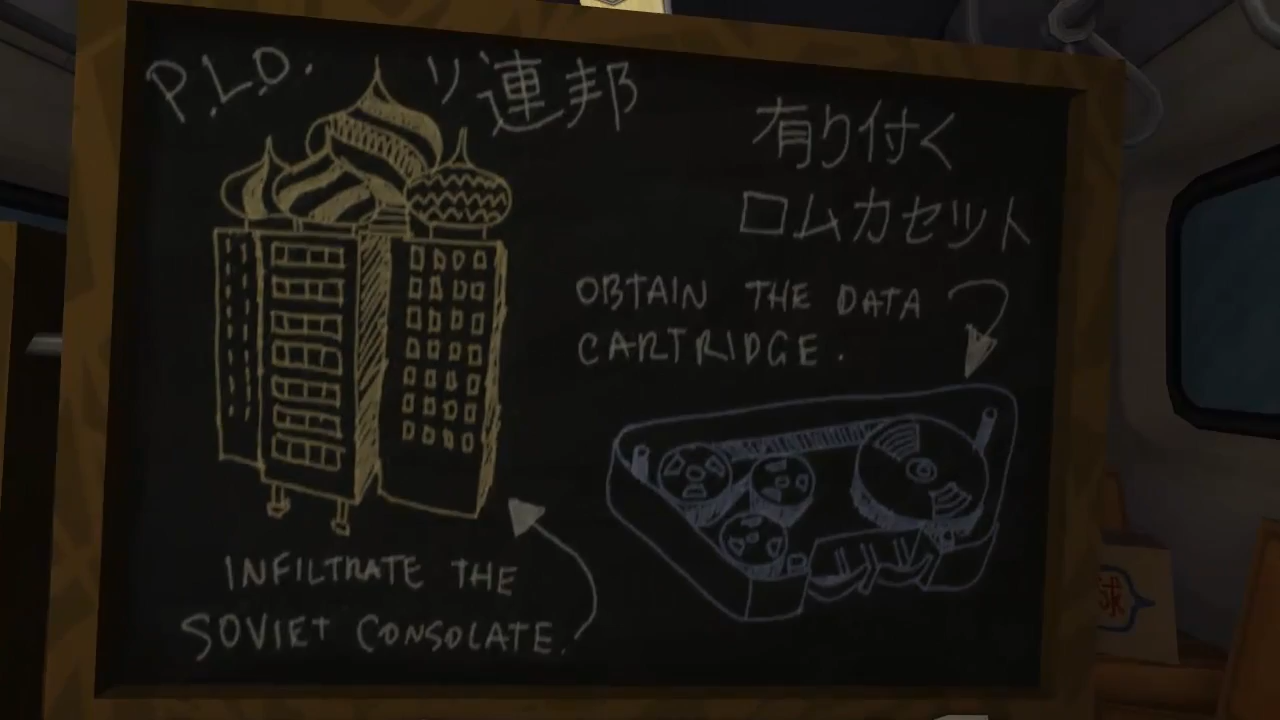 P.L.O.
ソ連邦
有り付く
ロムカセット
OBTAIN THE DATA
CARTRIDGE.
INFILTRATE THE
SOVIET CONSOLATE.
球